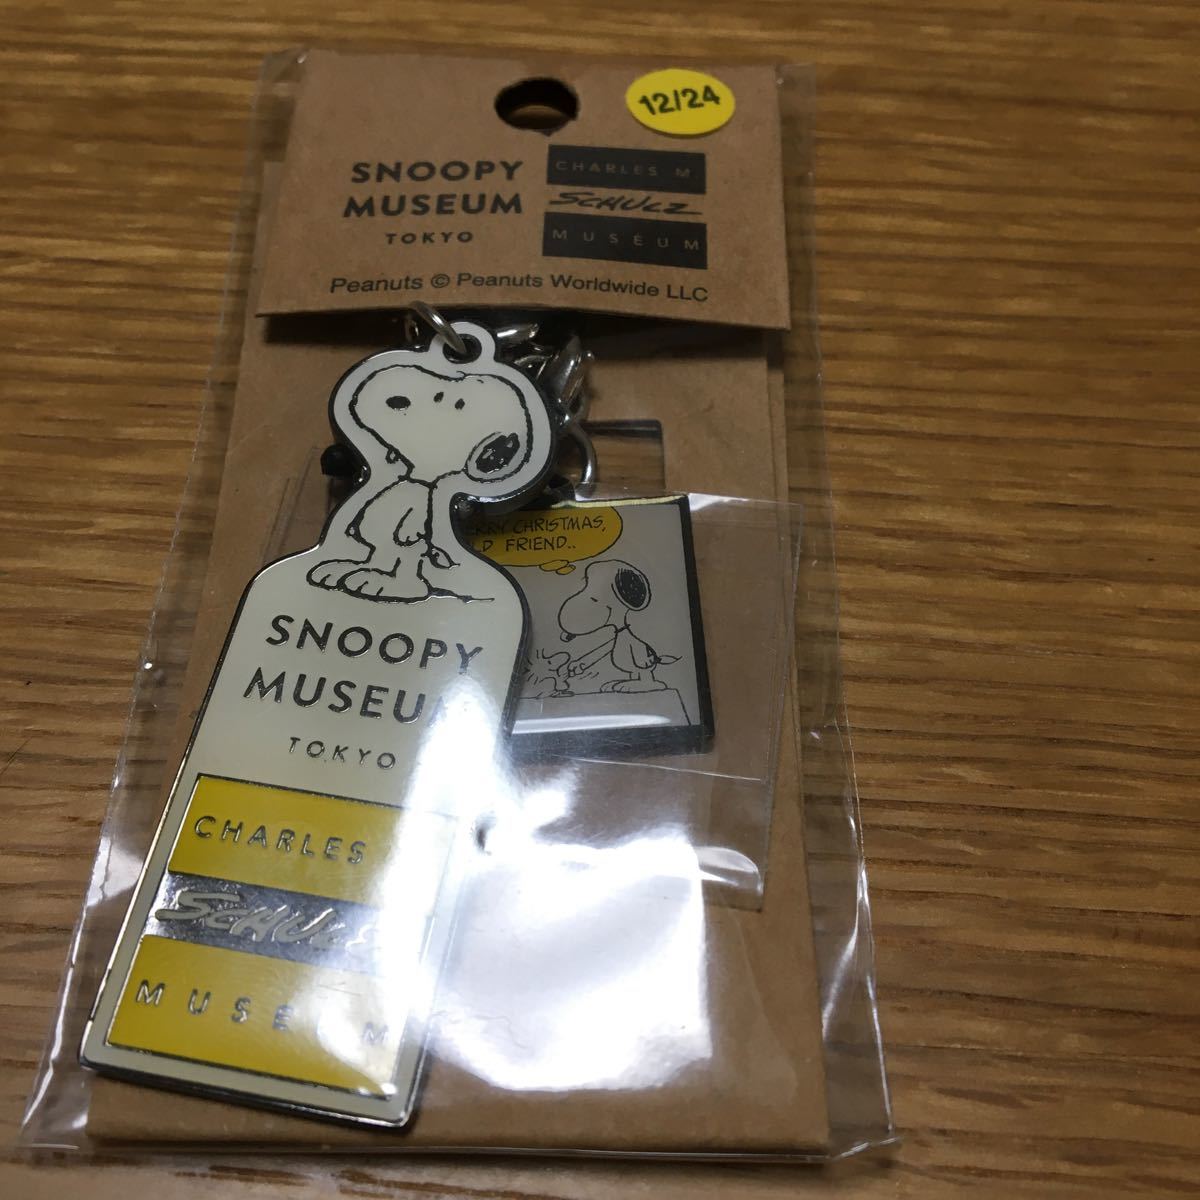 12/24
SNOOPY
MUSEUM
TOKYO
CHARLES M.
SCHULZ
MUSEUM
Peanuts © Peanuts Worldwide LLC
CHRISTMAS,
FRIEND..
SNOOPY
MUSEUM
TOKYO
CHARLES
SCHULZ
MUSEUM